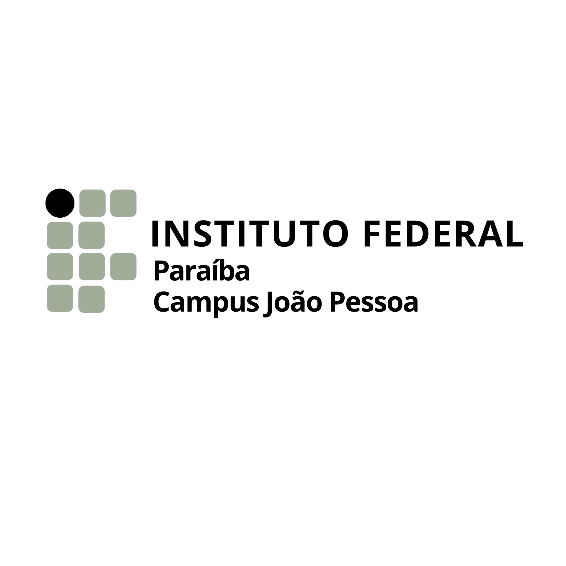 INSTITUTO FEDERAL
Paraíba
Campus João Pessoa